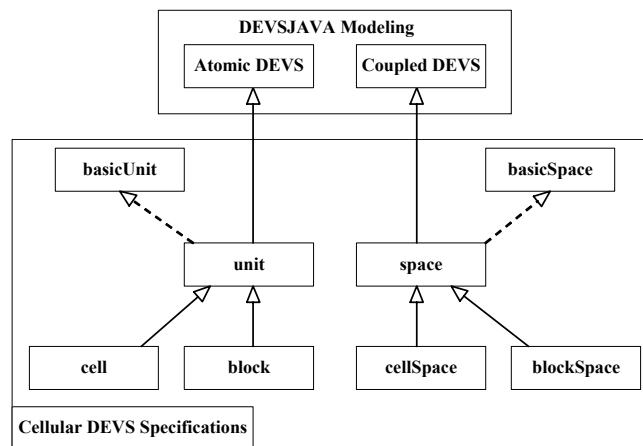 DEVSJAVA Modeling
Atomic DEVS
Coupled DEVS
basicUnit
basicSpace
unit
space
cell
block
cellSpace
blockSpace
Cellular DEVS Specifications